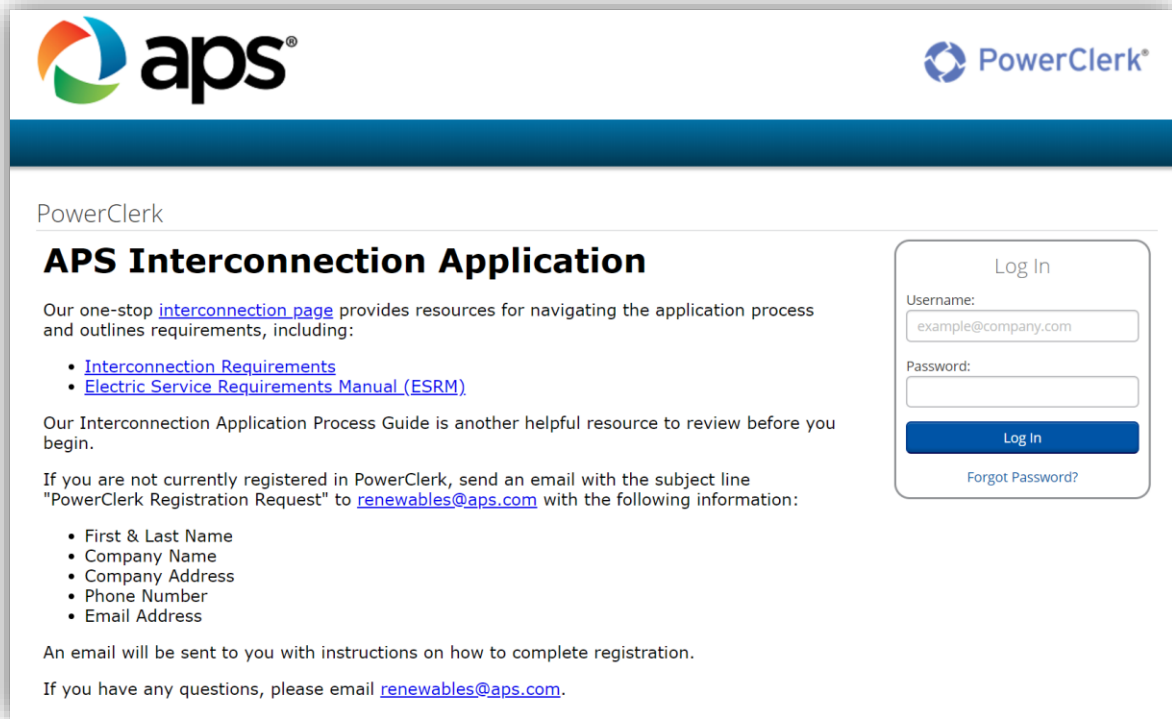 aps®
PowerClerk®
PowerClerk
APS Interconnection Application
Our one-stop interconnection page provides resources for navigating the application process
and outlines requirements, including:
• Interconnection Requirements
• Electric Service Requirements Manual (ESRM)
Our Interconnection Application Process Guide is another helpful resource to review before you
begin.
If you are not currently registered in PowerClerk, send an email with the subject line
"PowerClerk Registration Request" to renewables@aps.com with the following information:
• First & Last Name
• Company Name
• Company Address
• Phone Number
• Email Address
An email will be sent to you with instructions on how to complete registration.
If you have any questions, please email renewables@aps.com.
Log In
Username:
example@company.com
Password:
Log In
Forgot Password?